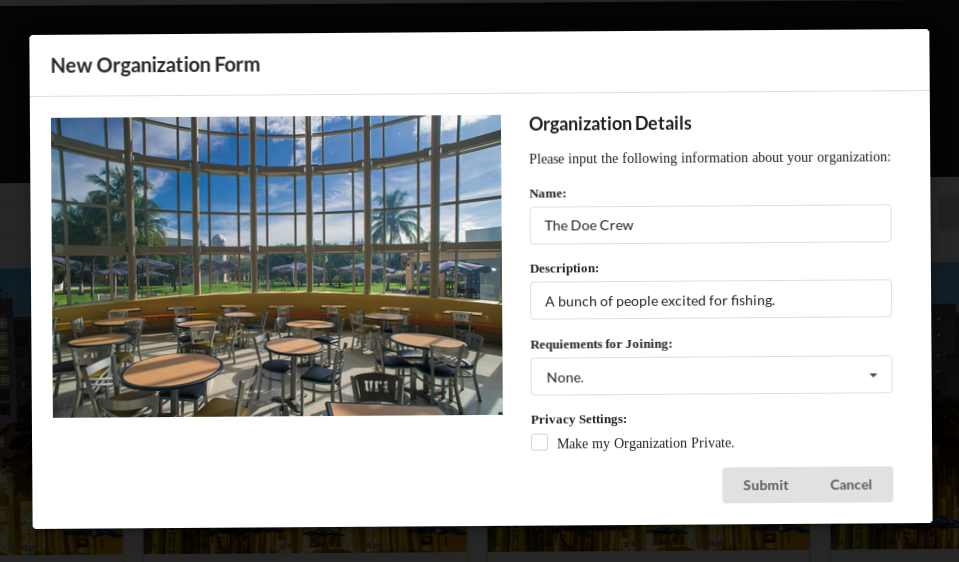 New Organization Form
Organization Details
Please input the following information about your organization:
Name:
The Doe Crew
Description:
A bunch of people excited for fishing.
Requiements for Joining:
None.
Privacy Settings:
Make my Organization Private.
Submit Cancel